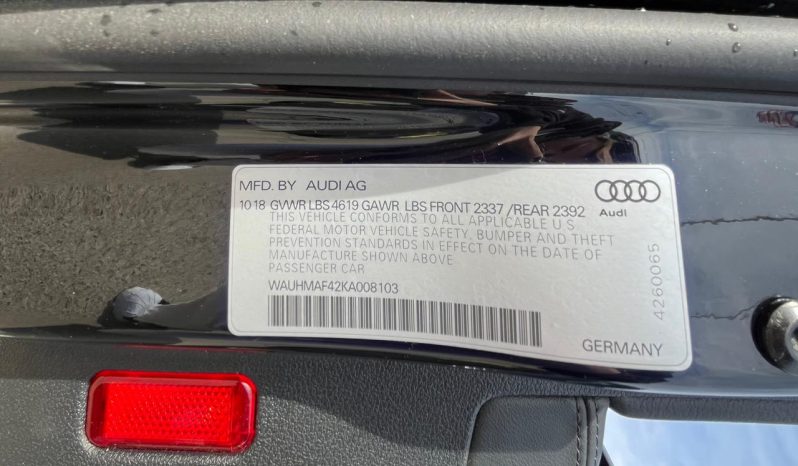 MFD. BY AUDI AG
10 18 GVWR LBS 4619 GAWR LBS FRONT 2337 /REAR 2392
Audi
THIS VEHICLE CONFORMS TO ALL APPLICABLE U S
FEDERAL MOTOR VEHICLE SAFETY, BUMPER AND THEFT
PREVENTION STANDARDS IN EFFECT ON THE DATE OF
MANUFACTURE SHOWN ABOVE
PASSENGER CAR
WAUHMAF42KA008103
4260065
GERMANY